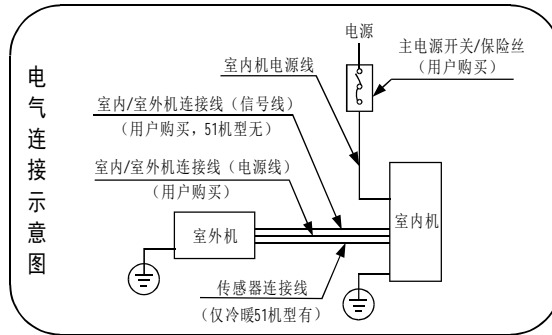 电气连接示意图
电源
主电源开关/保险丝
(用户购买)
室内机电源线
室内/室外机连接线(信号线)
(用户购买，51机型无)
室内/室外机连接线(电源线)
(用户购买)
室外机
室内机
传感器连接线
(仅冷暖51机型有)